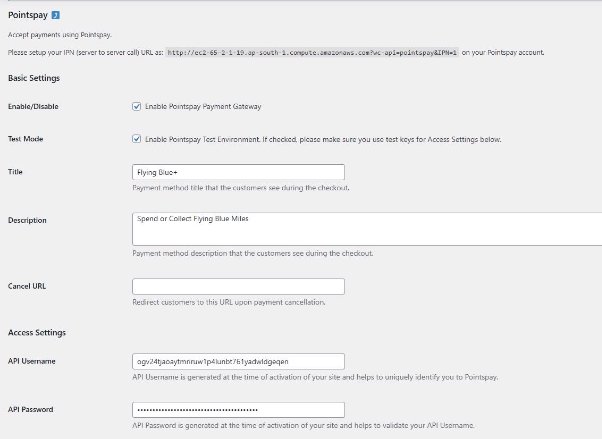 Pointspay
Accept payments using Pointspay.
Please setup your IPN (server to server call) URL as: http://ec2-65-2-1-19.ap-south-1.compute.amazonaws.com?wc-api=pointspay&IPN=1 on your Pointspay account.
Basic Settings
Enable/Disable Enable Pointspay Payment Gateway
Test Mode Enable Pointspay Test Environment. If checked, please make sure you use test keys for Access Settings below.
Title Flying Blue+
Payment method title that the customers see during the checkout.
Description Spend or Collect Flying Blue Miles
Payment method description that the customers see during the checkout.
Cancel URL
Redirect customers to this URL upon payment cancellation.
Access Settings
API Username
API Username is generated at the time of activation of your site and helps to uniquely identify you to Pointspay.
API Password
API Password is generated at the time of activation of your site and helps to validate your API Username.